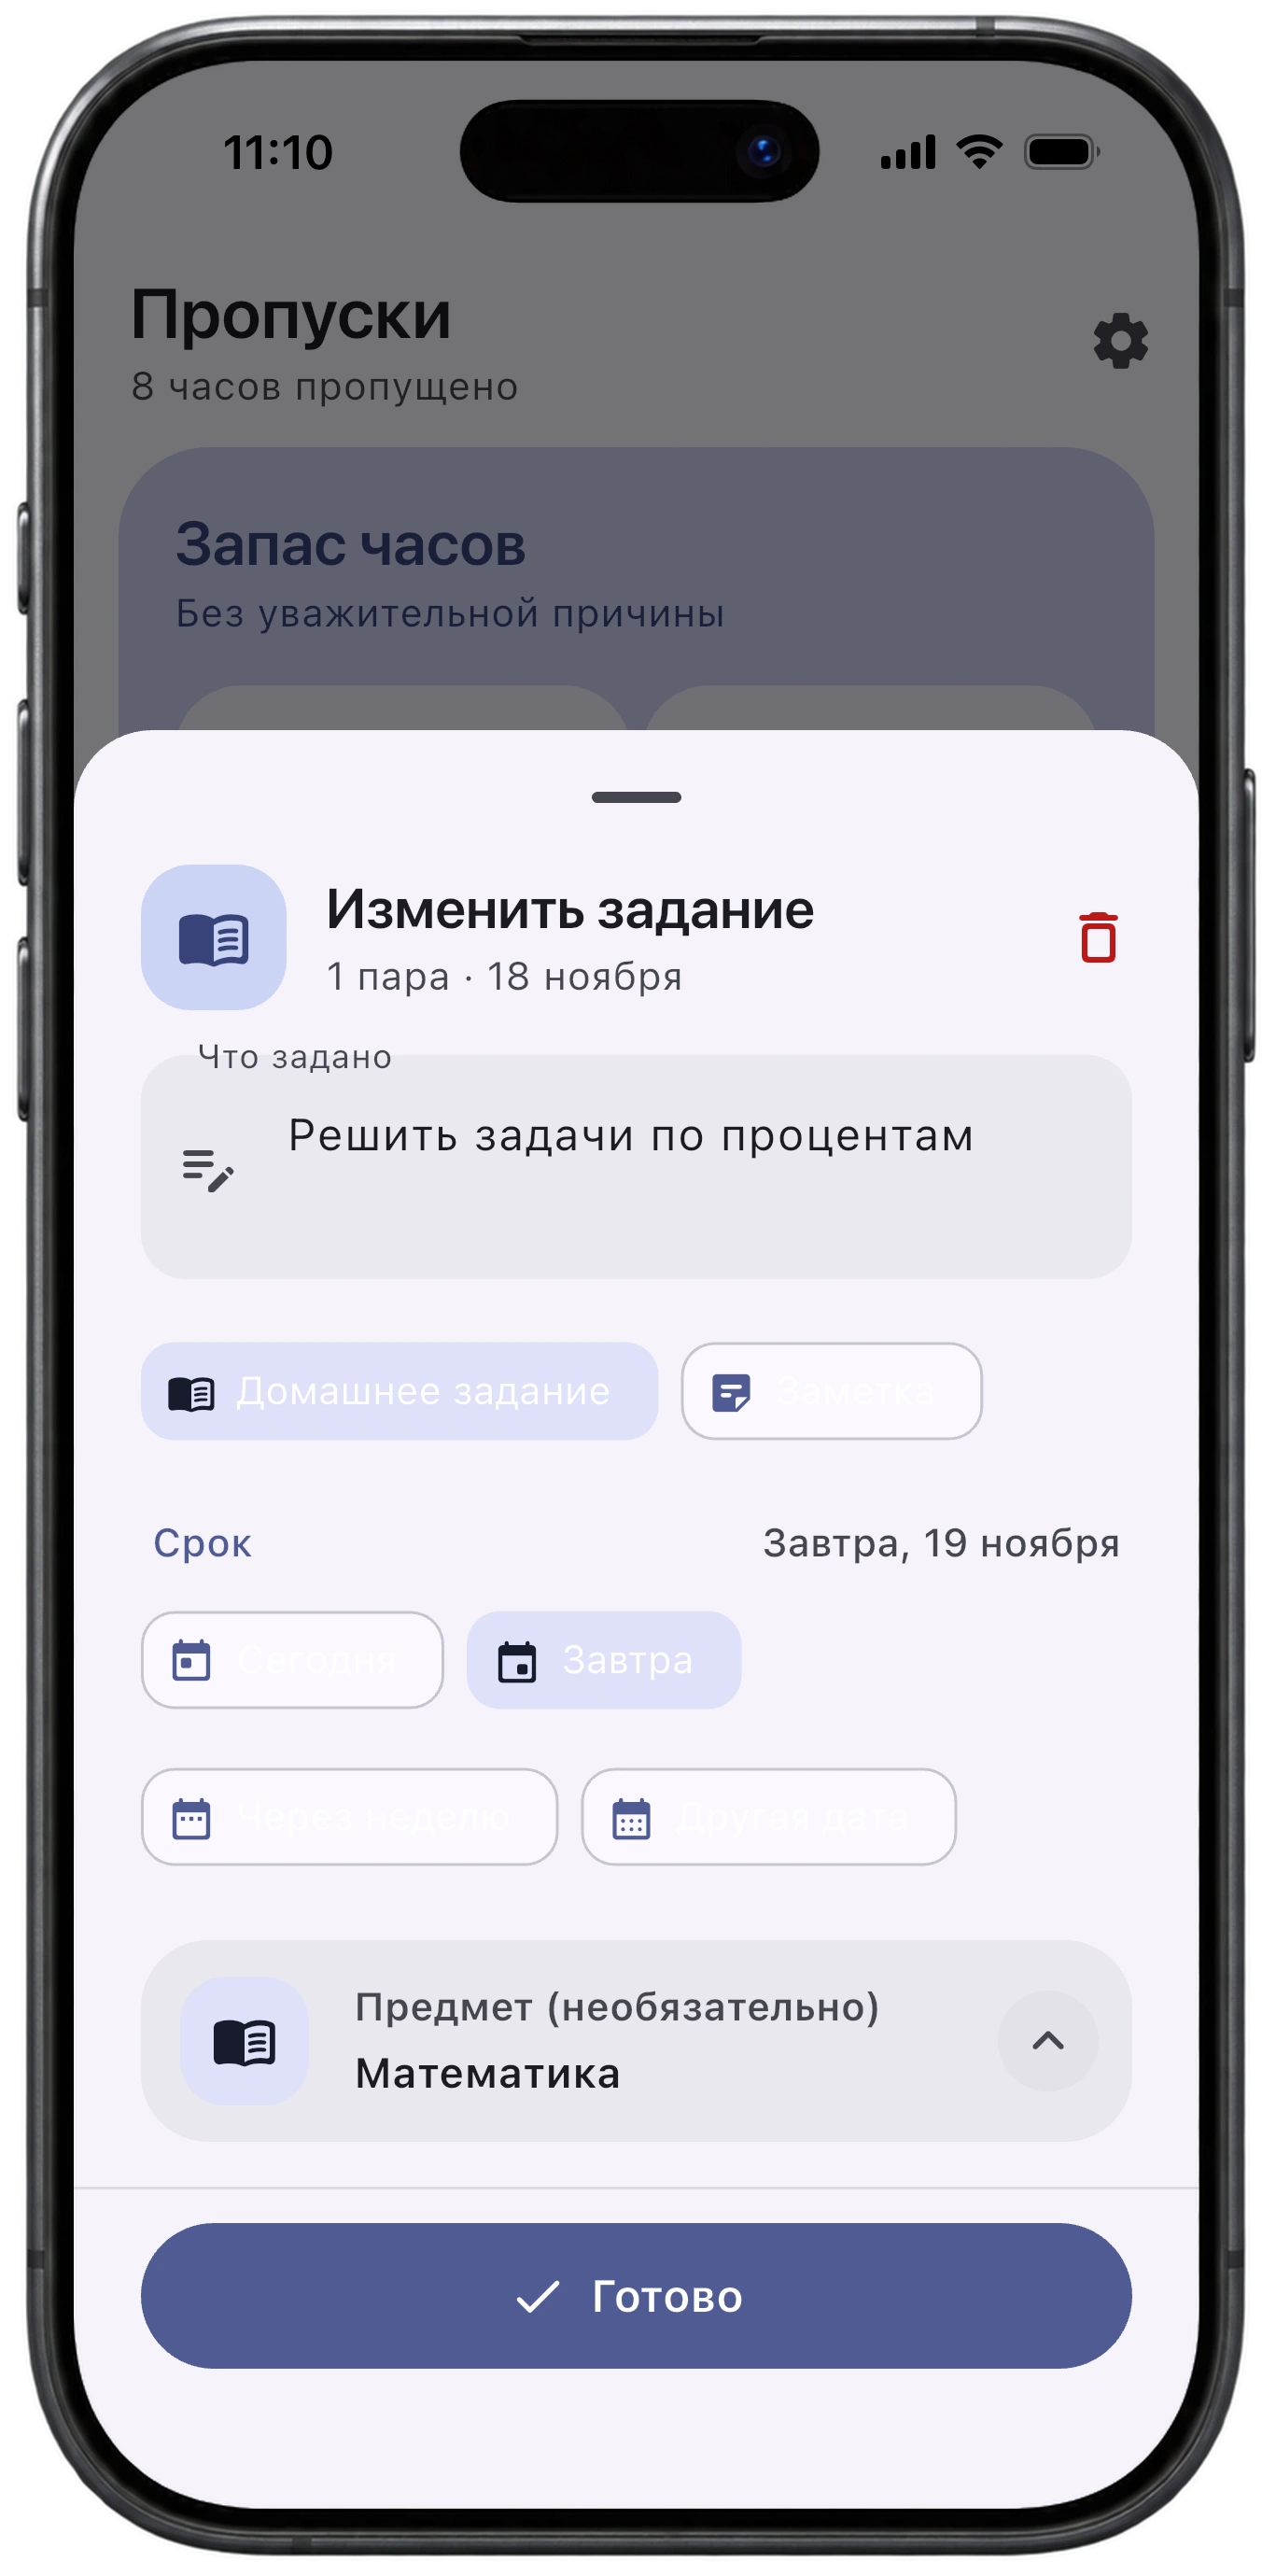 11:10
Пропуски
8 часов пропущено
Запас часов
Без уважительной причины
Изменить задание
1 пара · 18 ноября
Что задано
Решить задачи по процентам
Домашнее задание
Заметка
Срок
Завтра, 19 ноября
Сегодня
Завтра
Через неделю
Другая дата
Предмет (необязательно)
Математика
Готово